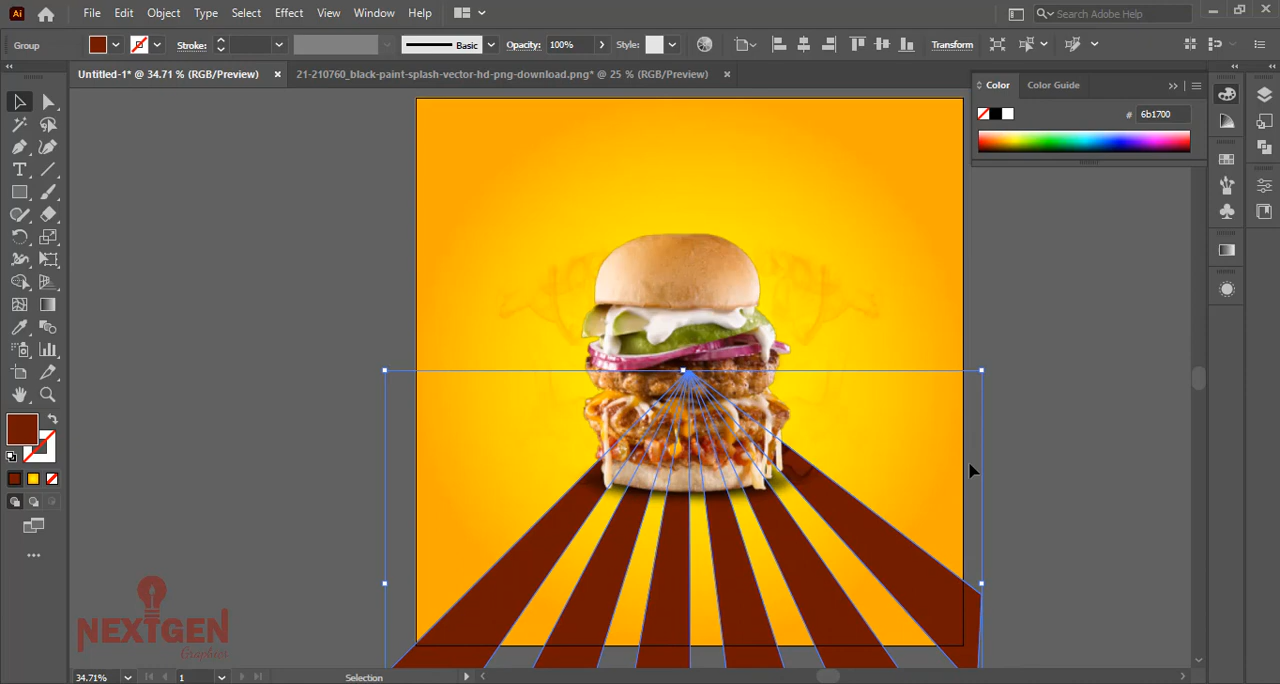 Ai File Edit Object Type Select Effect View Window Help Search Adobe Help
Group Stroke: Basic Opacity: 100% Style: Transform
Untitled-1* @ 34.71 % (RGB/Preview) × 21-210760_black-paint-splash-vector-hd-png-download.png* @ 25 % (RGB/Preview) ×
Color Color Guide
# 6b1700
NEXTGEN
Graphics
34.71% 1 Selection